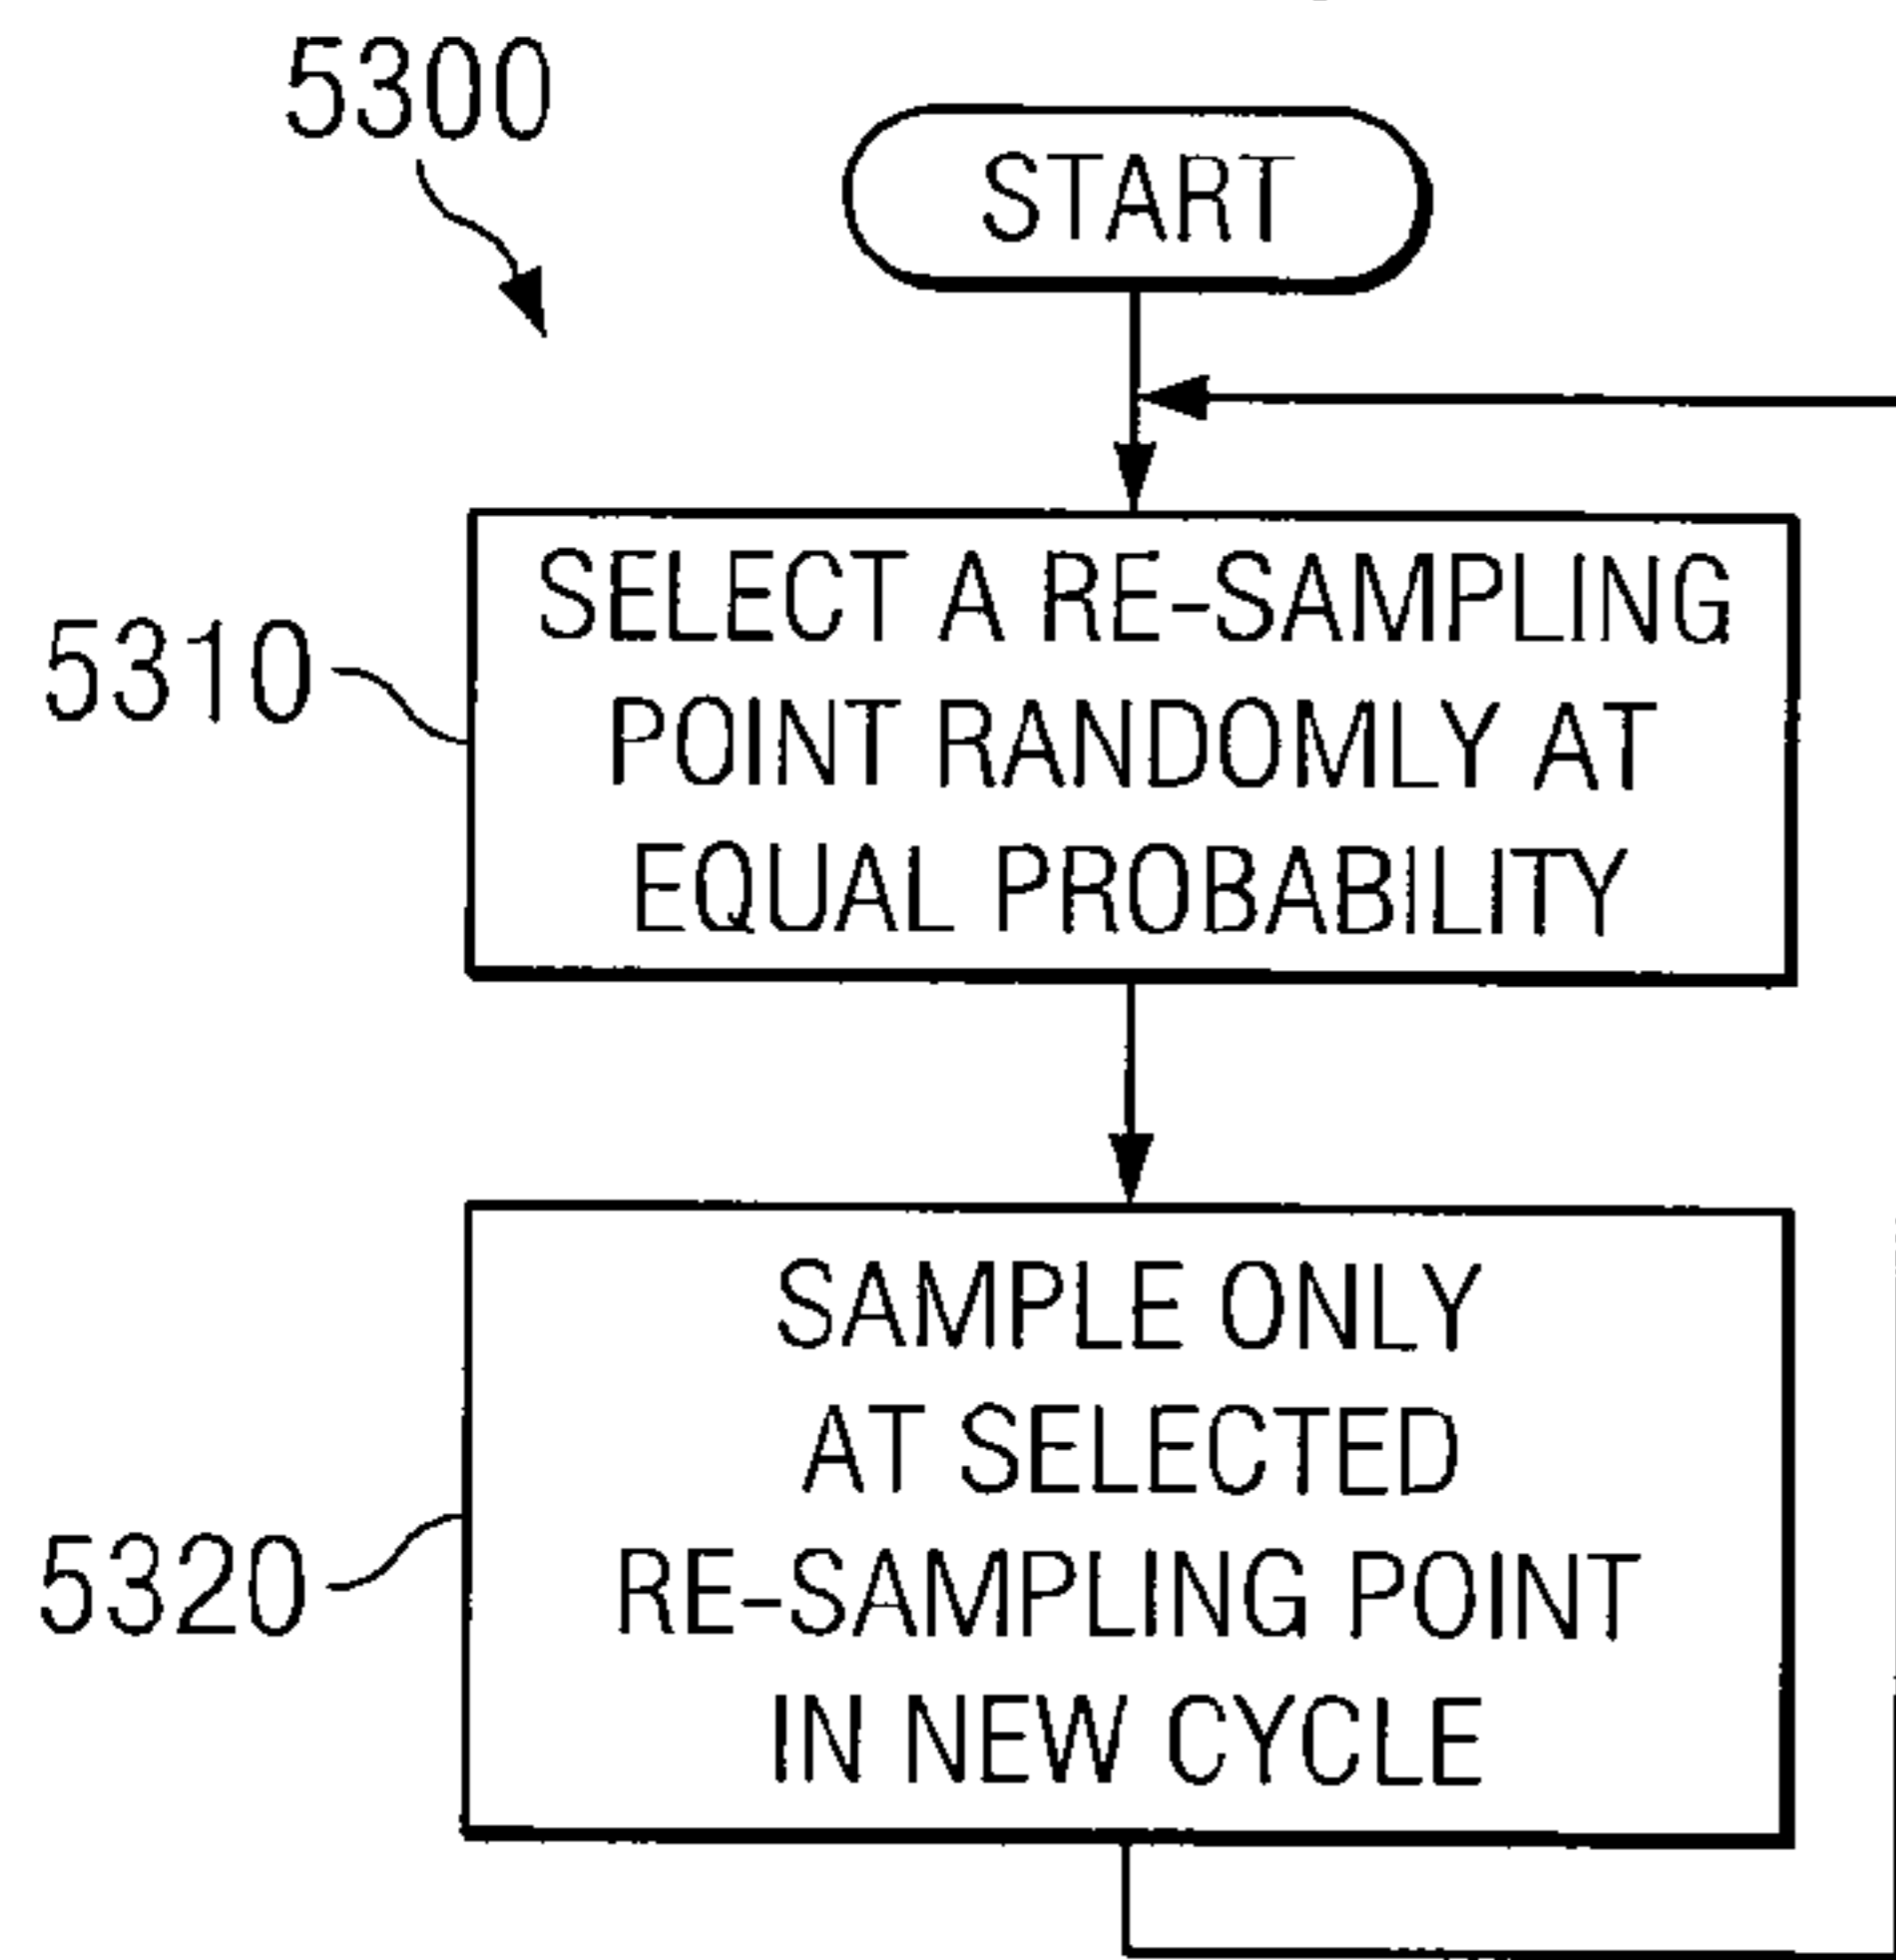 5300
START
5310
SELECT A RE-SAMPLING
POINT RANDOMLY AT
EQUAL PROBABILITY
5320
SAMPLE ONLY
AT SELECTED
RE-SAMPLING POINT
IN NEW CYCLE